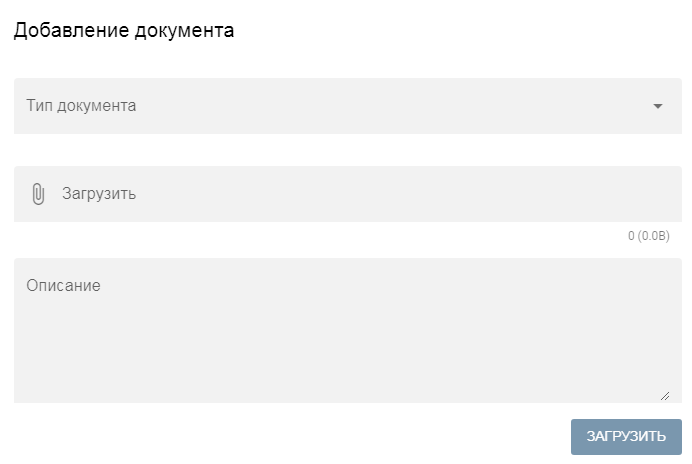 Добавление документа
Тип документа
Загрузить
0 (0.0B)
Описание
ЗАГРУЗИТЬ